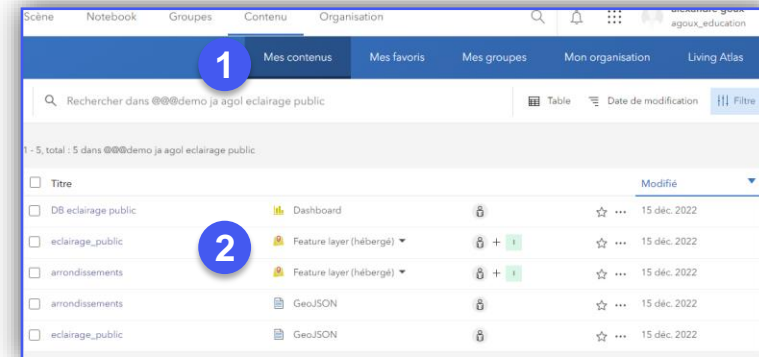 Scène Notebook Groupes Contenu Organisation
alexandre goux
agoux_education
1
Mes contenus Mes favoris Mes groupes Mon organisation Living Atlas
Rechercher dans @@@demo ja agol eclairage public Table Date de modification Filtre
1 - 5, total : 5 dans @@@demo ja agol eclairage public
Titre Modifié
DB eclairage public Dashboard 15 déc. 2022
2
eclairage_public Feature layer (hébergé) + 15 déc. 2022
arrondissements Feature layer (hébergé) + 15 déc. 2022
arrondissements GeoJSON 15 déc. 2022
eclairage_public GeoJSON 15 déc. 2022